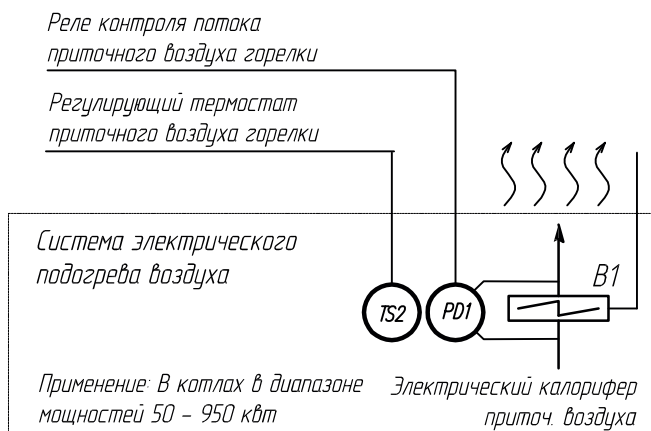 Реле контроля потока
приточного воздуха горелки
Регулирующий термостат
приточного воздуха горелки
Система электрического
подогрева воздуха
B1
TS2
PD1
Применение: В котлах в диапазоне
мощностей 50 - 950 квт
Электрический калорифер
приточ. воздуха